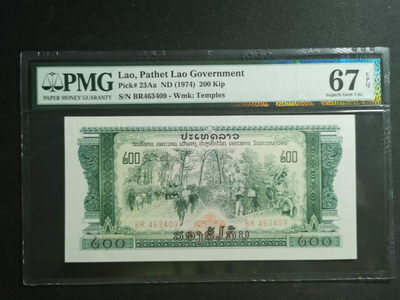 PMG
PAPER MONEY GUARANTY
Lao, Pathet Lao Government
Pick# 23Aa ND (1974) 200 Kip
S/N BR463409 - Wmk: Temples
67 EPQ
Superb Gem Unc
ປະເທດລາວ
໒໐໐ ໒໐໐
BR 463409 BR 463409
໒໐໐ ສອງຮ້ອຍກີບ ໒໐໐